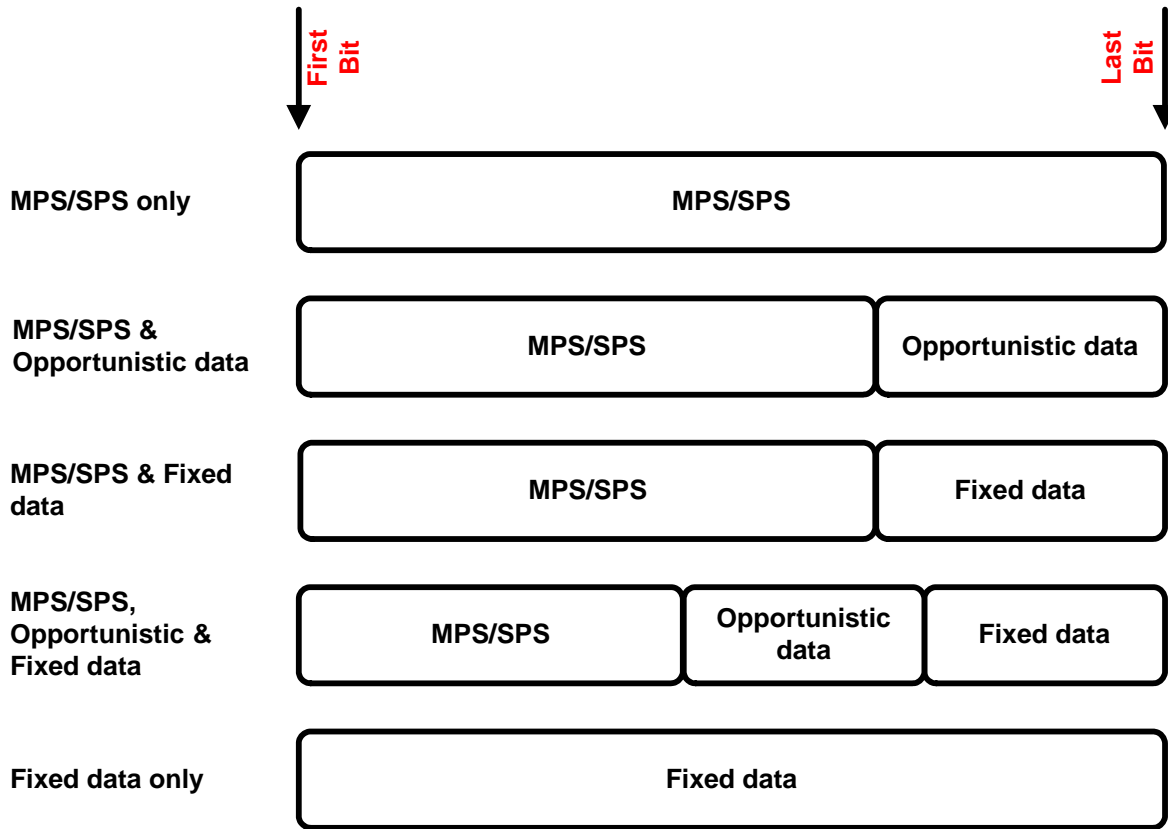 First
Bit
Last
Bit
MPS/SPS only
MPS/SPS
MPS/SPS &
Opportunistic data
MPS/SPS
Opportunistic data
MPS/SPS & Fixed
data
MPS/SPS
Fixed data
MPS/SPS,
Opportunistic &
Fixed data
MPS/SPS
Opportunistic
data
Fixed data
Fixed data only
Fixed data